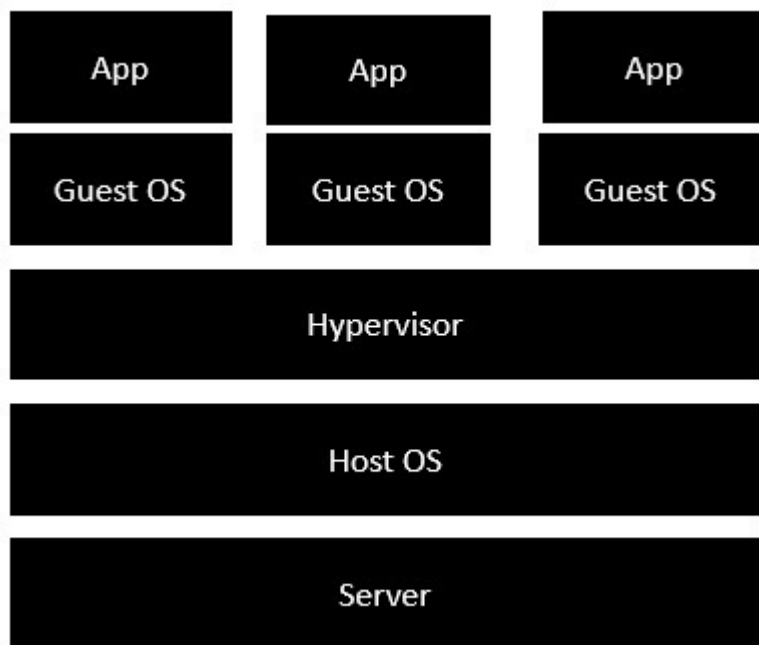 App
App
App
Guest OS
Guest OS
Guest OS
Hypervisor
Host OS
Server